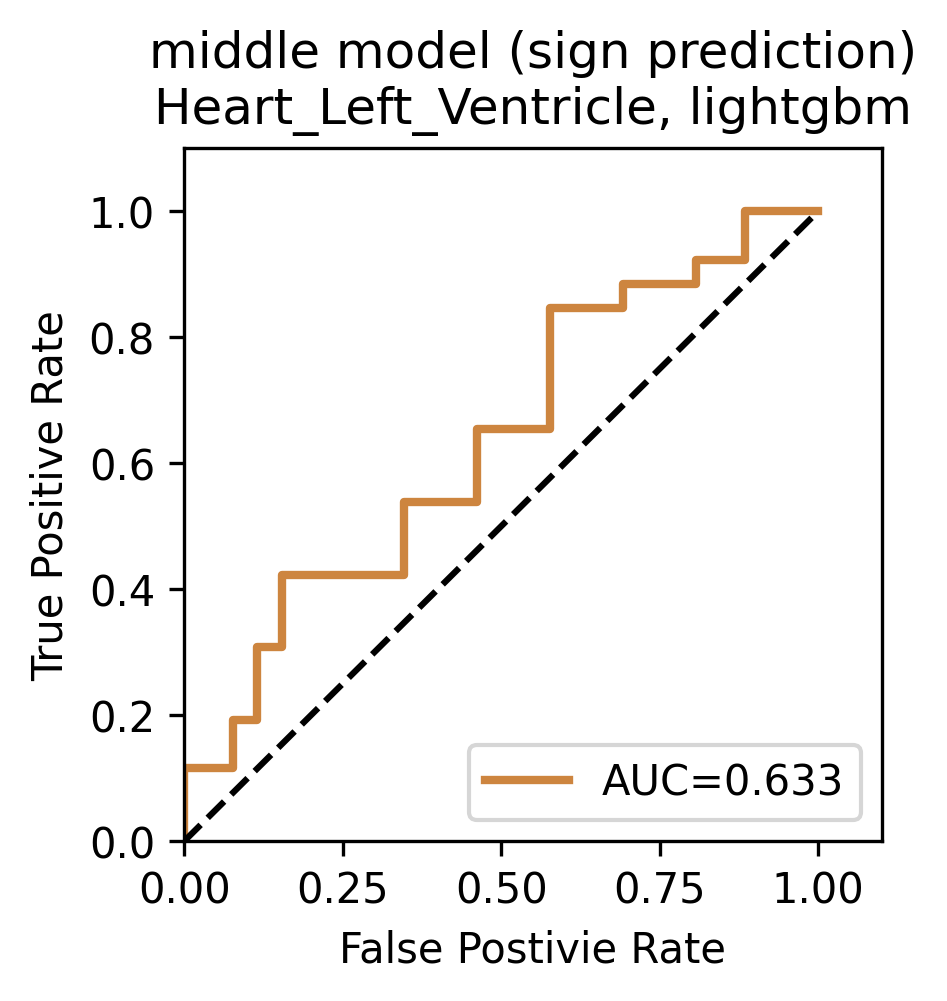 middle model (sign prediction)
Heart_Left_Ventricle, lightgbm
True Positive Rate
1.0
0.8
0.6
0.4
0.2
0.0
AUC=0.633
0.00 0.25 0.50 0.75 1.00
False Postivie Rate